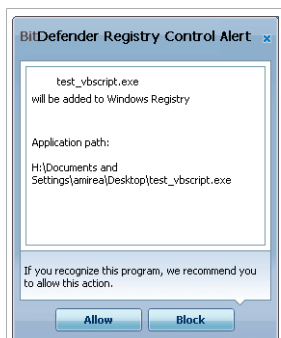 BitDefender Registry Control Alert x
test_vbscript.exe
will be added to Windows Registry
Application path:
H:\Documents and
Settings\amirea\Desktop\test_vbscript.exe
If you recognize this program, we recommend you
to allow this action.
Allow Block